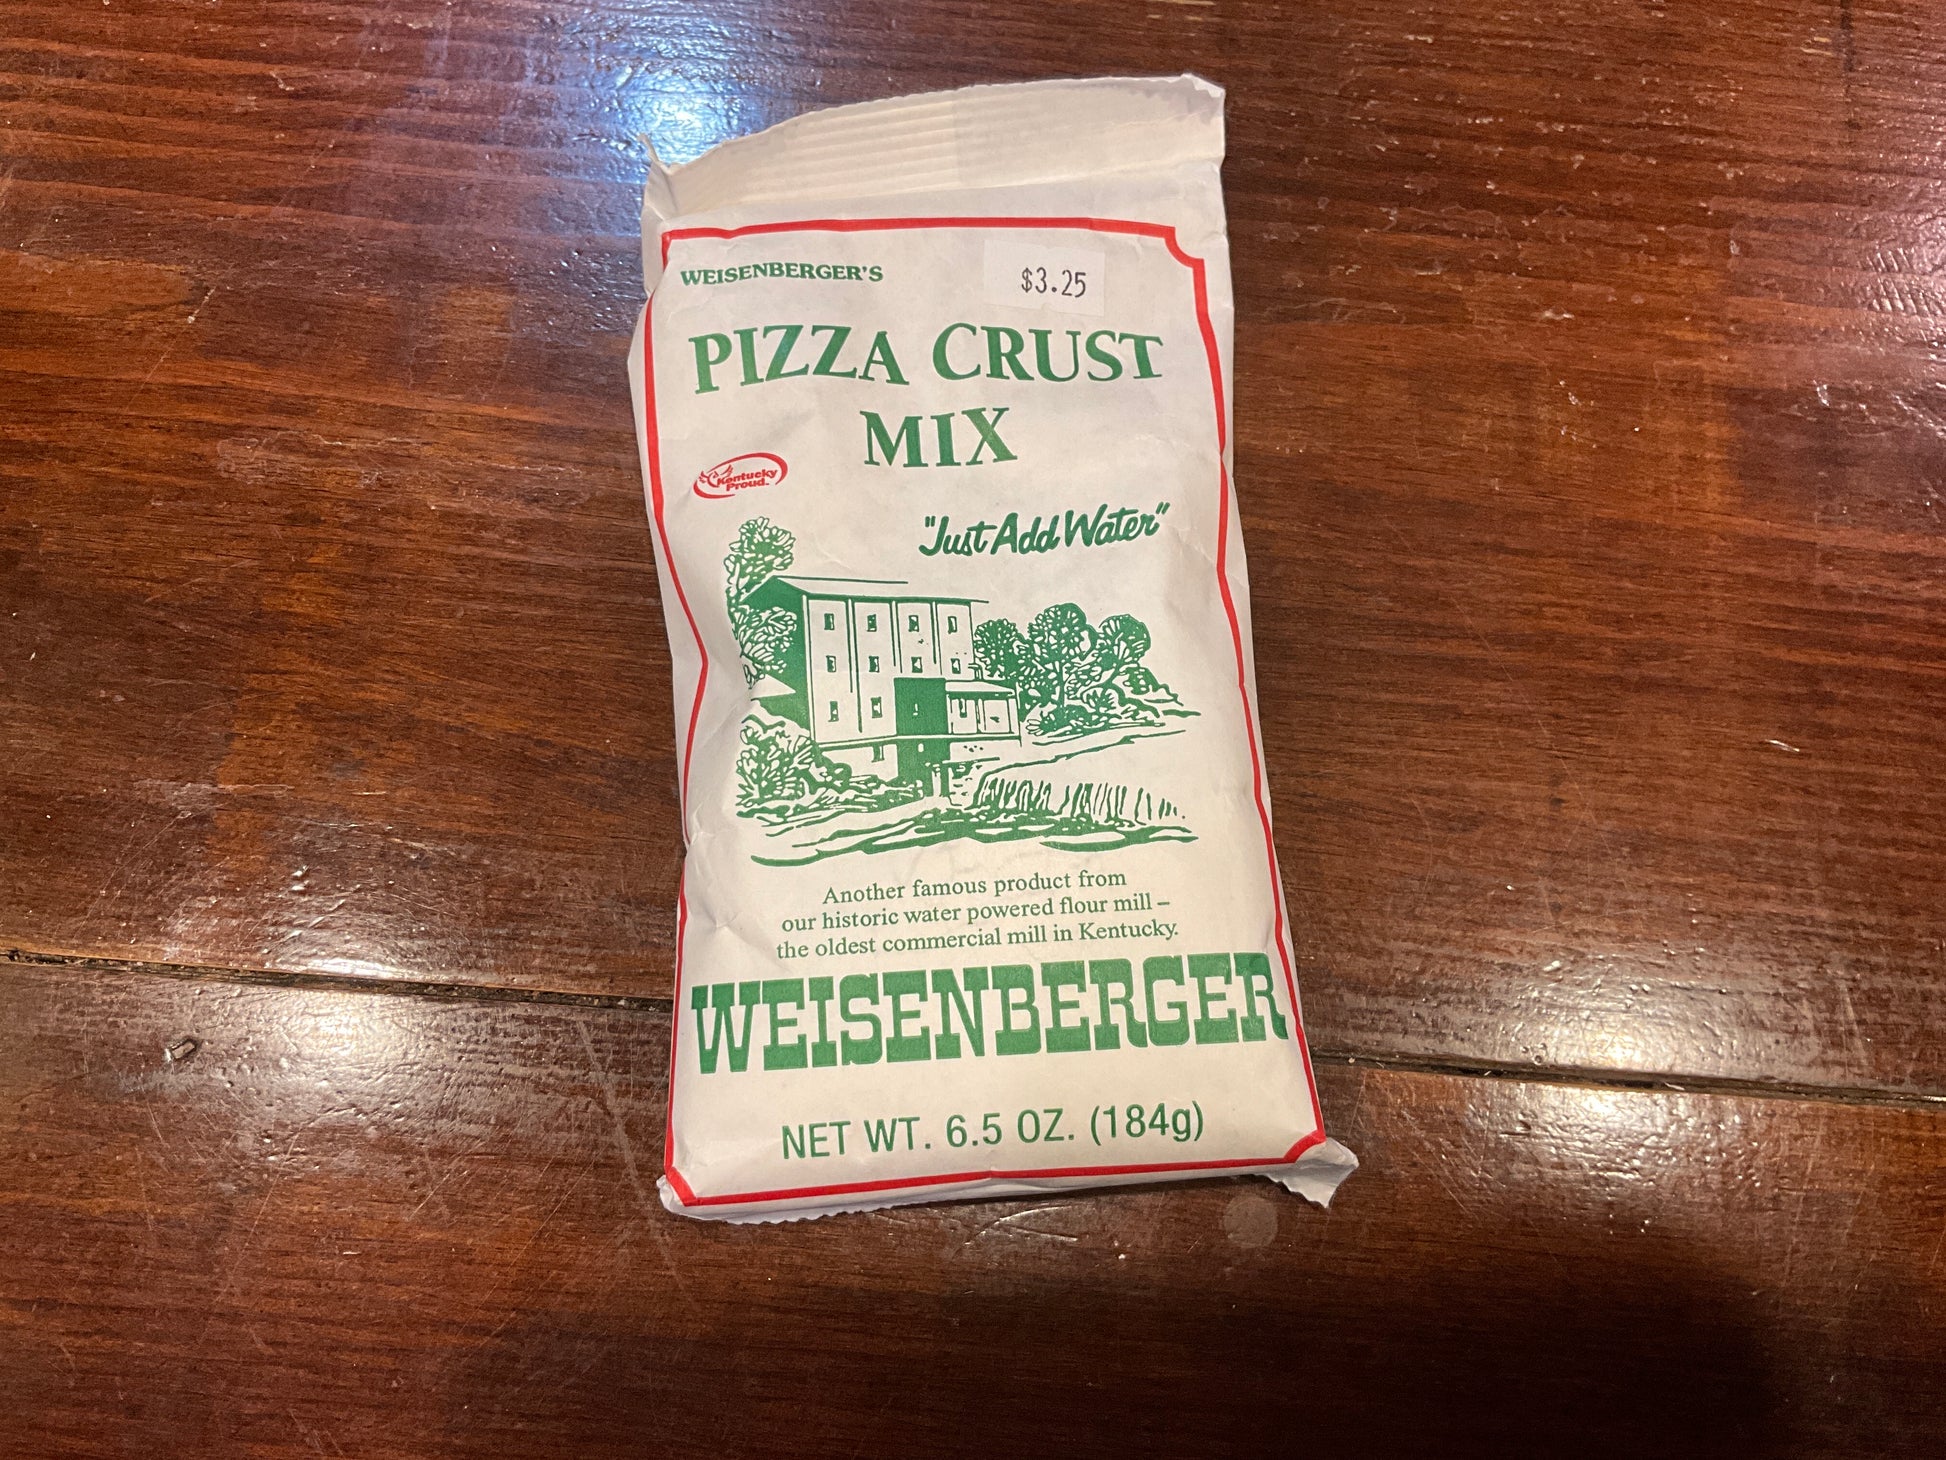 WEISENBERGER'S
$3.25
PIZZA CRUST
MIX
Kentucky
Proud.
"Just Add Water"
Another famous product from
our historic water powered flour mill –
the oldest commercial mill in Kentucky.
WEISENBERGER
NET WT. 6.5 OZ. (184g)